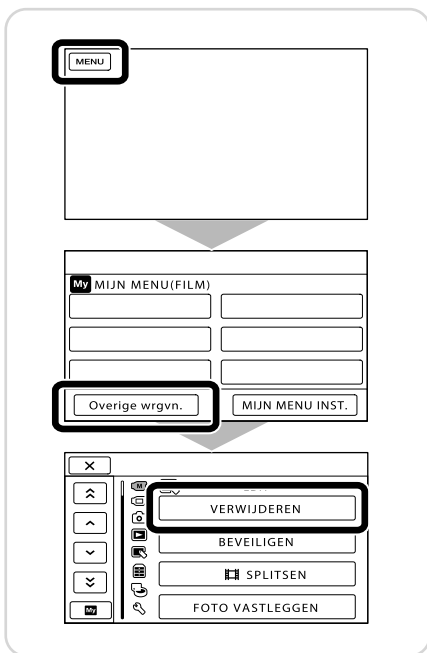 MENU
My MIJN MENU(FILM)
Overige wrgvn.
MIJN MENU INST.
VERWIJDEREN
BEVEILIGEN
SPLITSEN
My
FOTO VASTLEGGEN